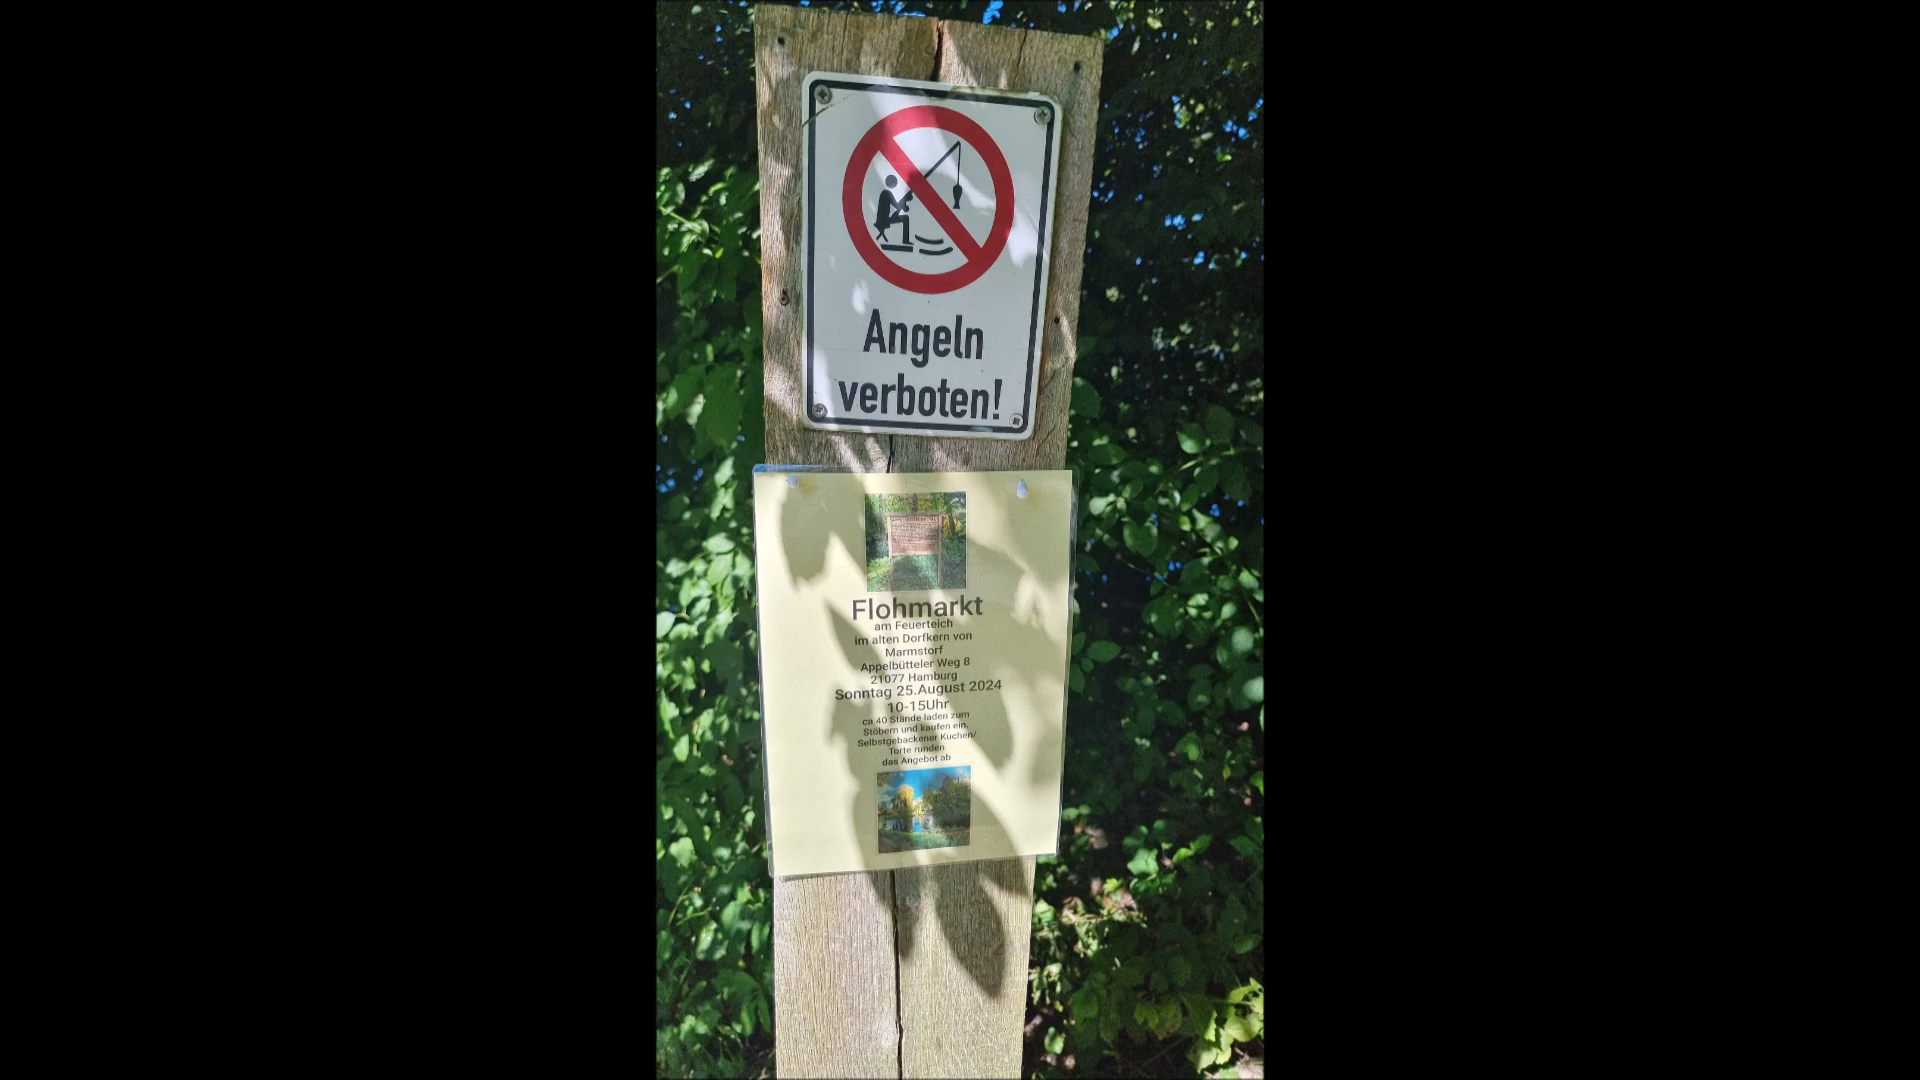 Angeln
verboten!
Flohmarkt
am Feuerteich
im alten Dorfkern von
Marmstorf
Appelbütteler Weg 8
21077 Hamburg
Sonntag 25.August 2024
10-15Uhr
ca 40 Stände laden zum
Stöbern und kaufen ein.
Selbstgebackener Kuchen/
Torte runden
das Angebot ab